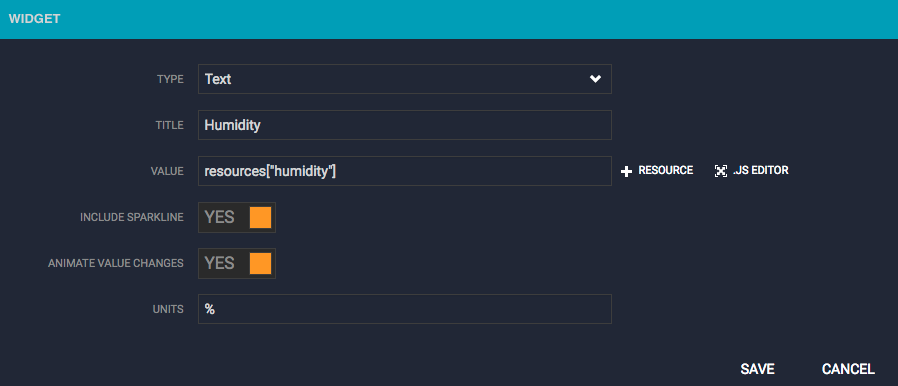 WIDGET
TYPE Text
TITLE Humidity
VALUE resources["humidity"] RESOURCE .JS EDITOR
INCLUDE SPARKLINE YES
ANIMATE VALUE CHANGES YES
UNITS %
SAVE CANCEL